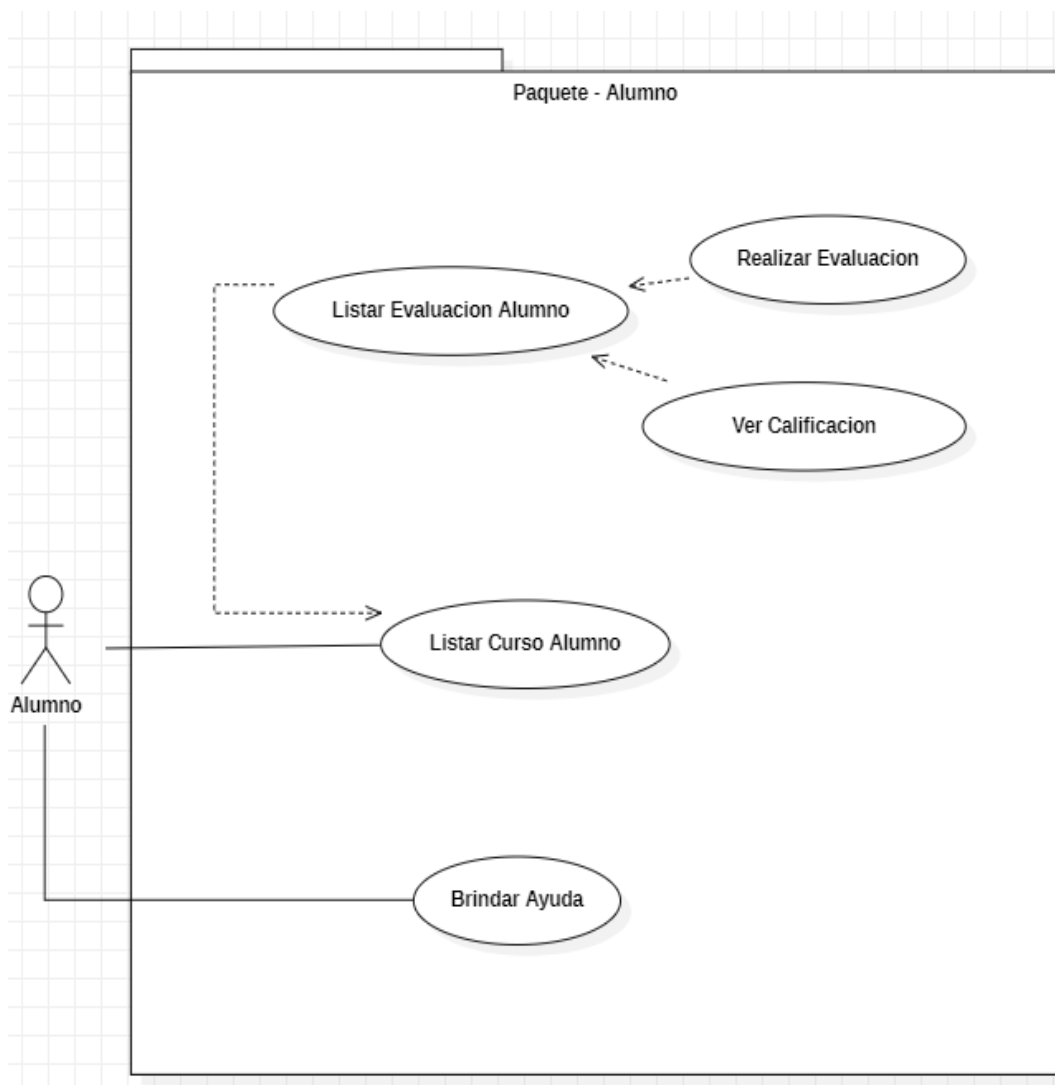 Paquete - Alumno
Realizar Evaluacion
Listar Evaluacion Alumno
Ver Calificacion
Listar Curso Alumno
Alumno
Brindar Ayuda